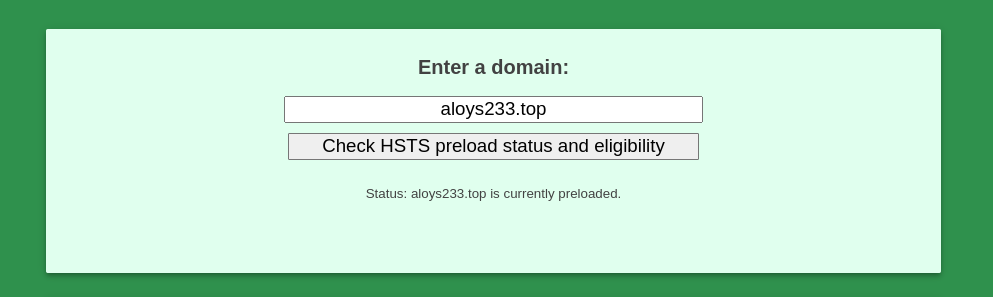 Enter a domain:
aloys233.top
Check HSTS preload status and eligibility
Status: aloys233.top is currently preloaded.